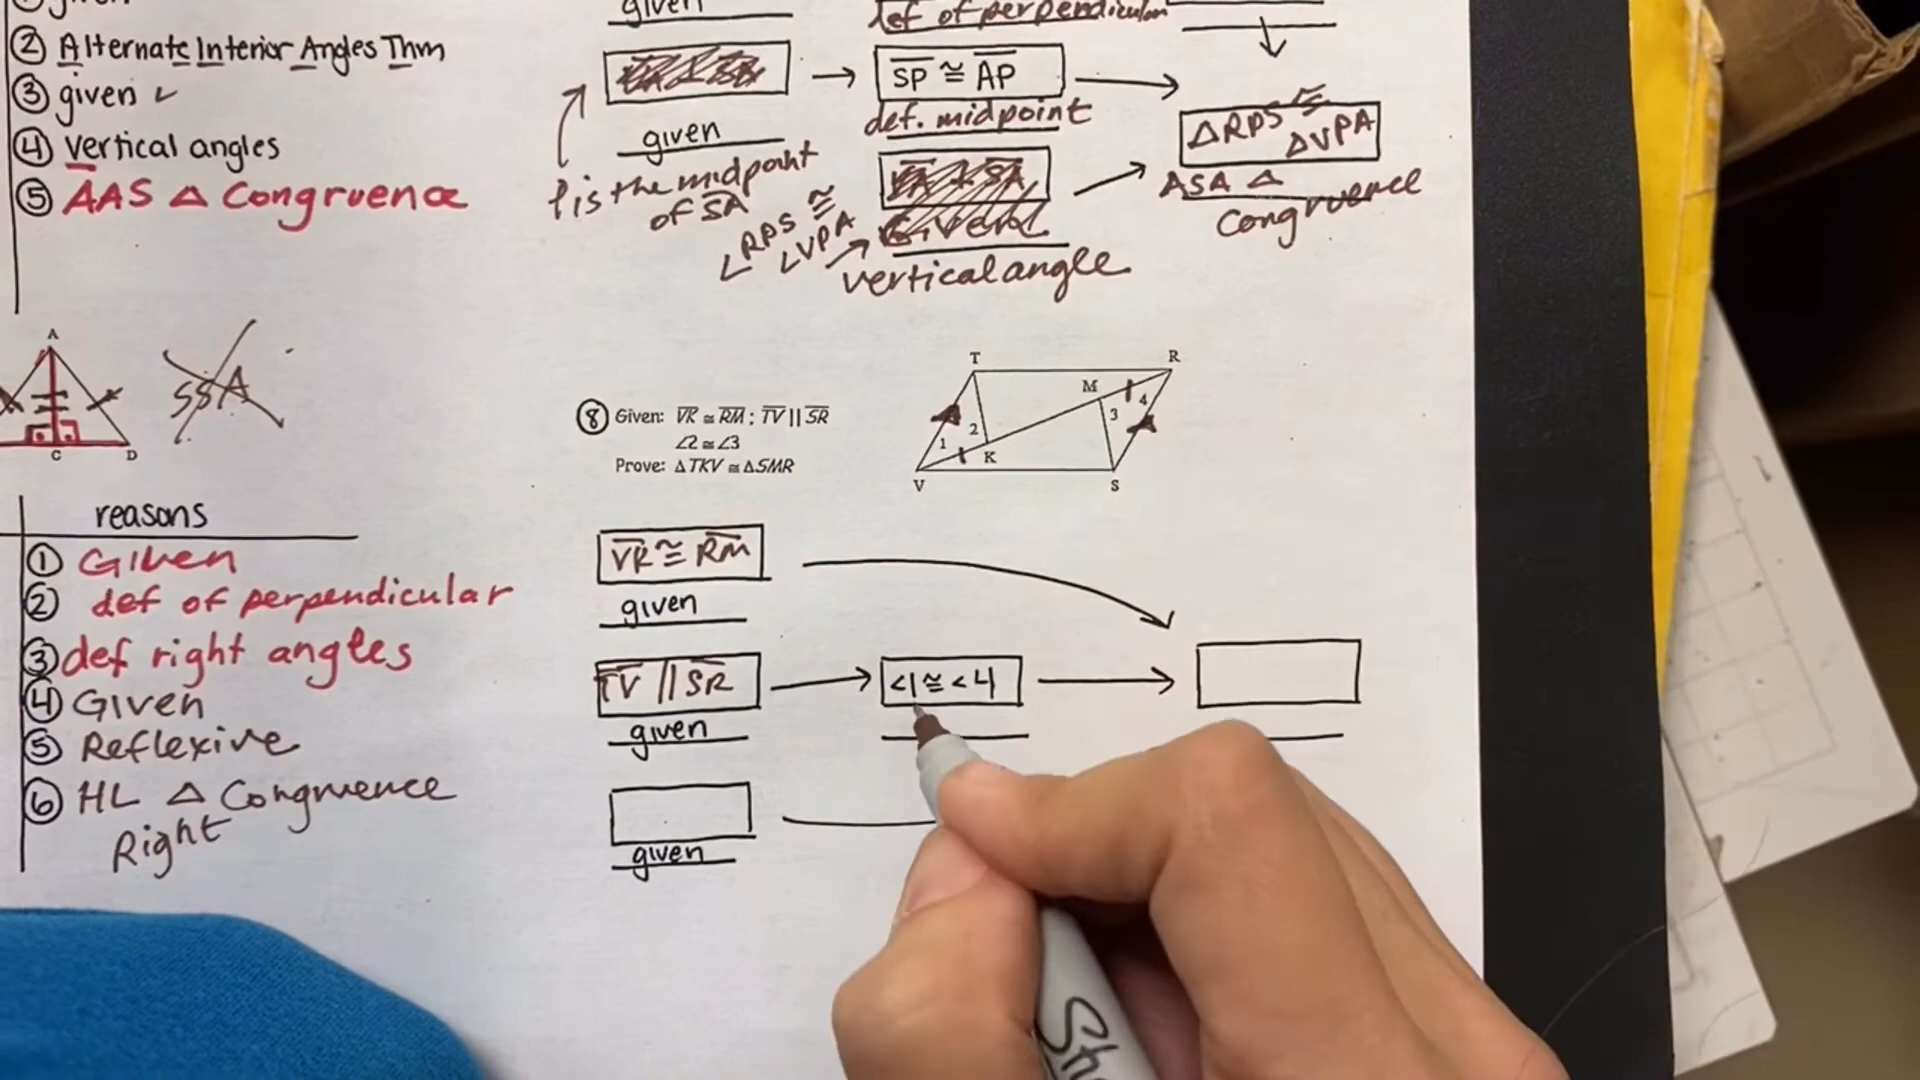 given
② Alternate Interior Angles Thm
③ given ✓
④ vertical angles
⑤ AAS △ Congruence
given
def of perpendicular
SP ≅ AP
given
def. midpoint
P is the midpoint
of SA
∠RPS ≅
∠VPA
vertical angle
△RPS ≅
△VPA
ASA △
Congruence
A
C
D
SSA
⑧ Given: VK ≅ RM ; TV || SR
∠2 ≅ ∠3
Prove: △TKV ≅ △SMR
T
R
M
4
3
2
1
K
V
S
reasons
① Given
② def of perpendicular
③ def right angles
④ Given
⑤ Reflexive
⑥ HL △ Congruence
Right
VK ≅ RM
given
TV || SR
given
<1 ≅ <4
given